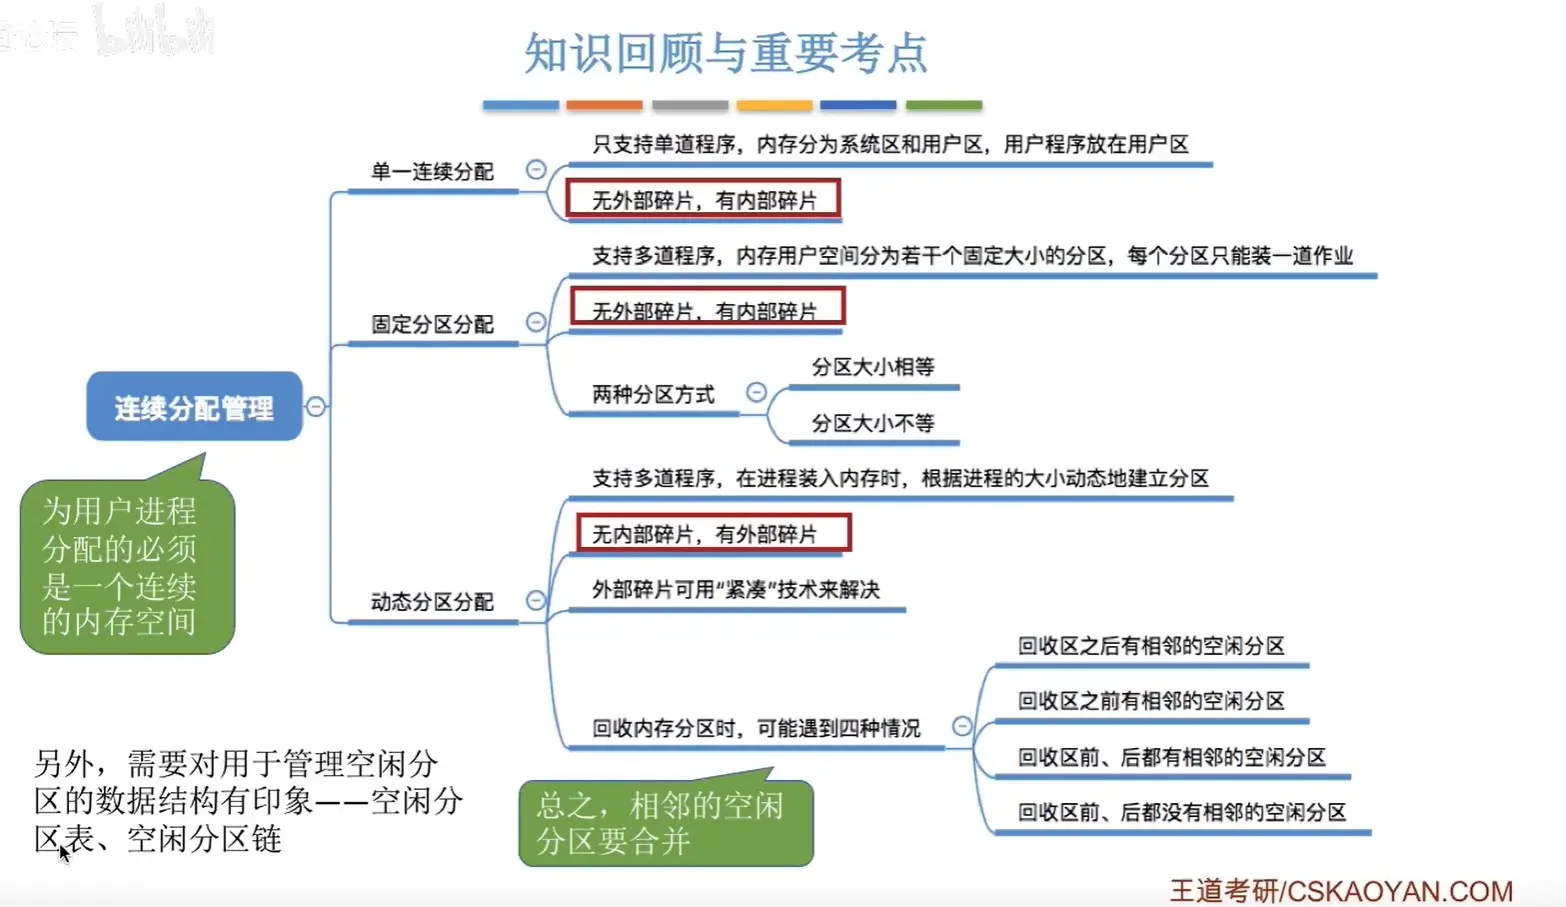 bilibili
知识回顾与重要考点
单一连续分配
只支持单道程序，内存分为系统区和用户区，用户程序放在用户区
无外部碎片，有内部碎片
固定分区分配
支持多道程序，内存用户空间分为若干个固定大小的分区，每个分区只能装一道作业
无外部碎片，有内部碎片
两种分区方式
分区大小相等
分区大小不等
连续分配管理
为用户进程
分配的必须
是一个连续
的内存空间
动态分区分配
支持多道程序，在进程装入内存时，根据进程的大小动态地建立分区
无内部碎片，有外部碎片
外部碎片可用“紧凑”技术来解决
回收内存分区时，可能遇到四种情况
回收区之后有相邻的空闲分区
回收区之前有相邻的空闲分区
回收区前、后都有相邻的空闲分区
回收区前、后都没有相邻的空闲分区
总之，相邻的空闲
分区要合并
另外，需要对用于管理空闲分
区的数据结构有印象——空闲分
区表、空闲分区链
王道考研/CSKAOYAN.COM